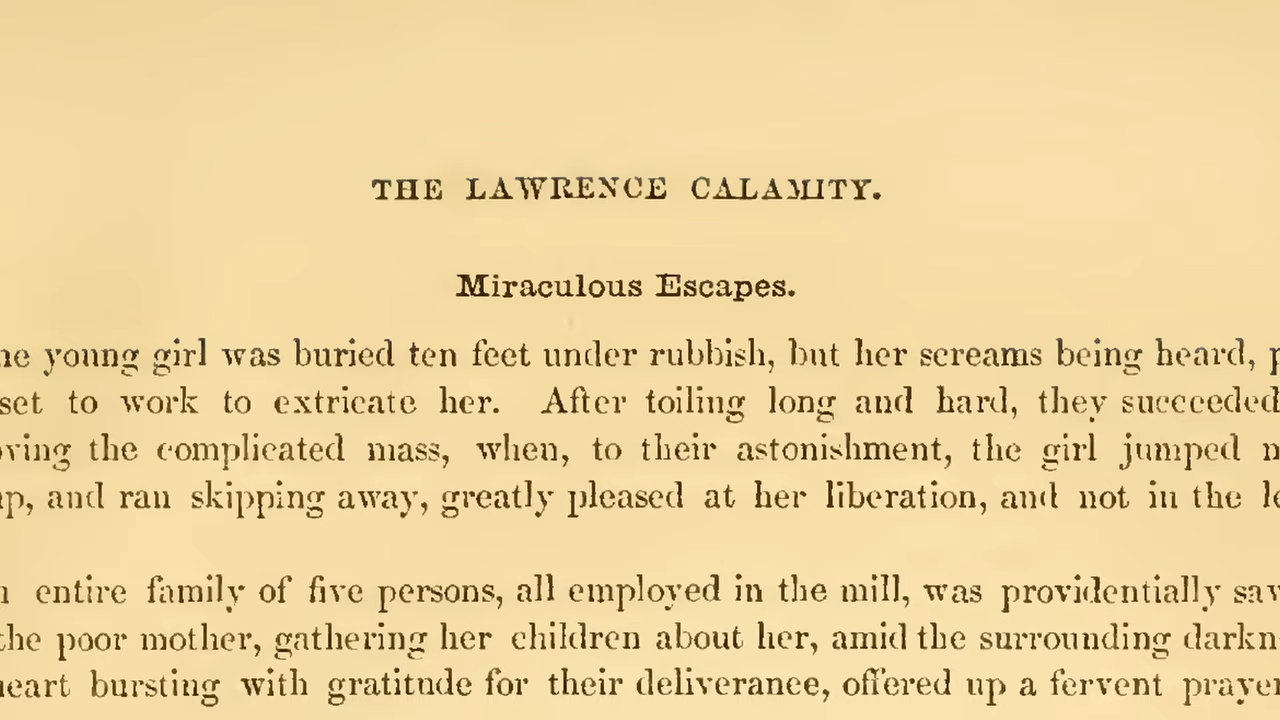 THE LAWRENCE CALAMITY.
Miraculous Escapes.
young girl was buried ten feet under rubbish, but her screams being heard,
set to work to extricate her. After toiling long and hard, they succeeded
the complicated mass, when, to their astonishment, the girl jumped
and ran skipping away, greatly pleased at her liberation, and not in the
entire family of five persons, all employed in the mill, was providentially
the poor mother, gathering her children about her, amid the surrounding
bursting with gratitude for their deliverance, offered up a fervent prayer